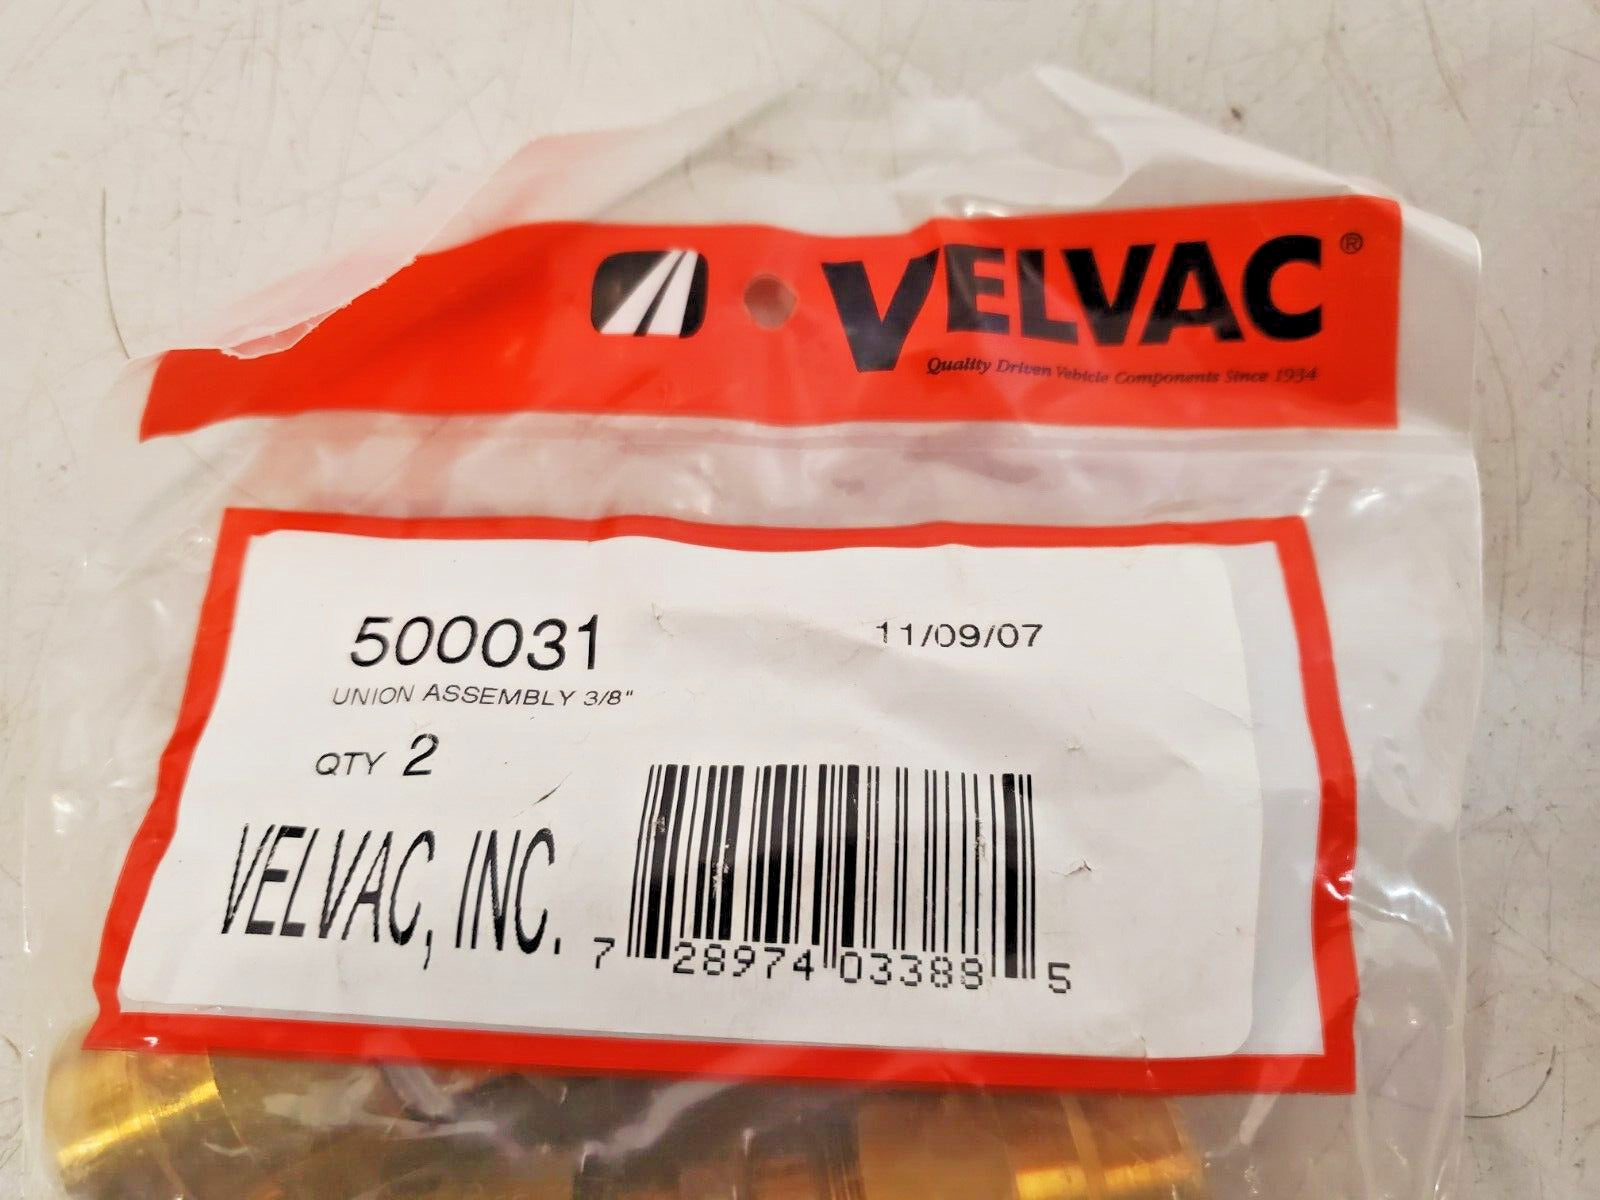 VELVAC®
Quality Driven Vehicle Components Since 1934
500031 11/09/07
UNION ASSEMBLY 3/8"
QTY 2
VELVAC, INC.
7 28974 03388 5